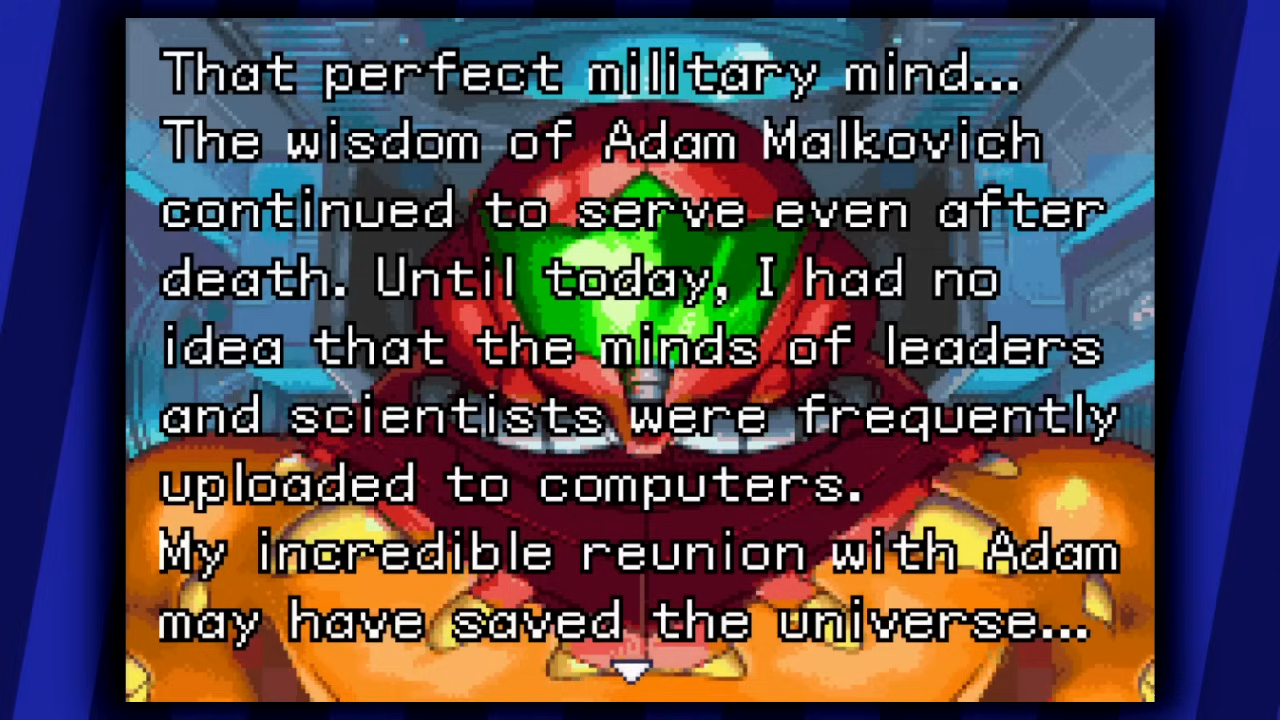 That perfect military mind...
The wisdom of Adam Malkovich
continued to serve even after
death. Until today, I had no
idea that the minds of leaders
and scientists were frequently
uploaded to computers.
My incredible reunion with Adam
may have saved the universe...